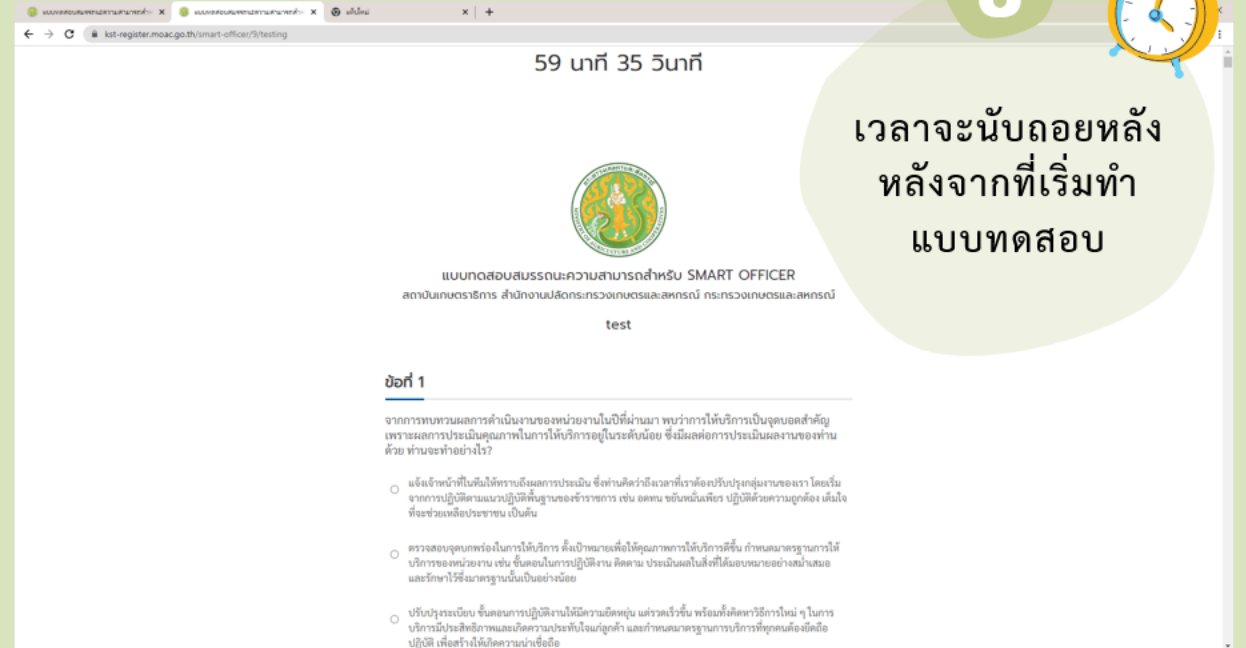 kst-register.moac.go.th/smart-officer/9/testing
59 นาที 35 วินาที
เวลาจะนับถอยหลัง
หลังจากที่เริ่มทำ
แบบทดสอบ
แบบทดสอบสมรรถนะความสามารถสำหรับ SMART OFFICER
สถาบันเกษตราธิการ สำนักงานปลัดกระทรวงเกษตรและสหกรณ์ กระทรวงเกษตรและสหกรณ์
test
ข้อที่ 1
จากการทบทวนผลการดำเนินงานของหน่วยงานในปีที่ผ่านมา พบว่าการให้บริการเป็นจุดบอดสำคัญ
เพราะผลการประเมินคุณภาพในการให้บริการอยู่ในระดับน้อย ซึ่งมีผลต่อการประเมินผลงานของท่าน
ด้วย ท่านจะทำอย่างไร?
แจ้งเจ้าหน้าที่ในทีมให้ทราบถึงผลการประเมิน ซึ่งท่านคิดว่าถึงเวลาที่เราต้องปรับปรุงกลุ่มงานของเรา โดยเริ่ม
จากการปฏิบัติตามแนวปฏิบัติพื้นฐานของข้าราชการ เช่น อดทน ขยันหมั่นเพียร ปฏิบัติด้วยความถูกต้อง เต็มใจ
ที่จะช่วยเหลือประชาชน เป็นต้น
ตรวจสอบจุดบกพร่องในการให้บริการ ตั้งเป้าหมายเพื่อให้คุณภาพการให้บริการดีขึ้น กำหนดมาตรฐานการให้
บริการของหน่วยงาน เช่น ขั้นตอนในการปฏิบัติงาน ติดตาม ประเมินผลในสิ่งที่ได้มอบหมายอย่างสม่ำเสมอ
และรักษาไว้ซึ่งมาตรฐานนั้นเป็นอย่างน้อย
ปรับปรุงระเบียบ ขั้นตอนการปฏิบัติงานให้มีความยืดหยุ่น แต่รวดเร็วขึ้น พร้อมทั้งคิดหาวิธีการใหม่ ๆ ในการ
บริการมีประสิทธิภาพและเกิดความประทับใจแก่ลูกค้า และกำหนดมาตรฐานการบริการที่ทุกคนต้องยึดถือ
ปฏิบัติ เพื่อสร้างให้เกิดความน่าเชื่อถือ